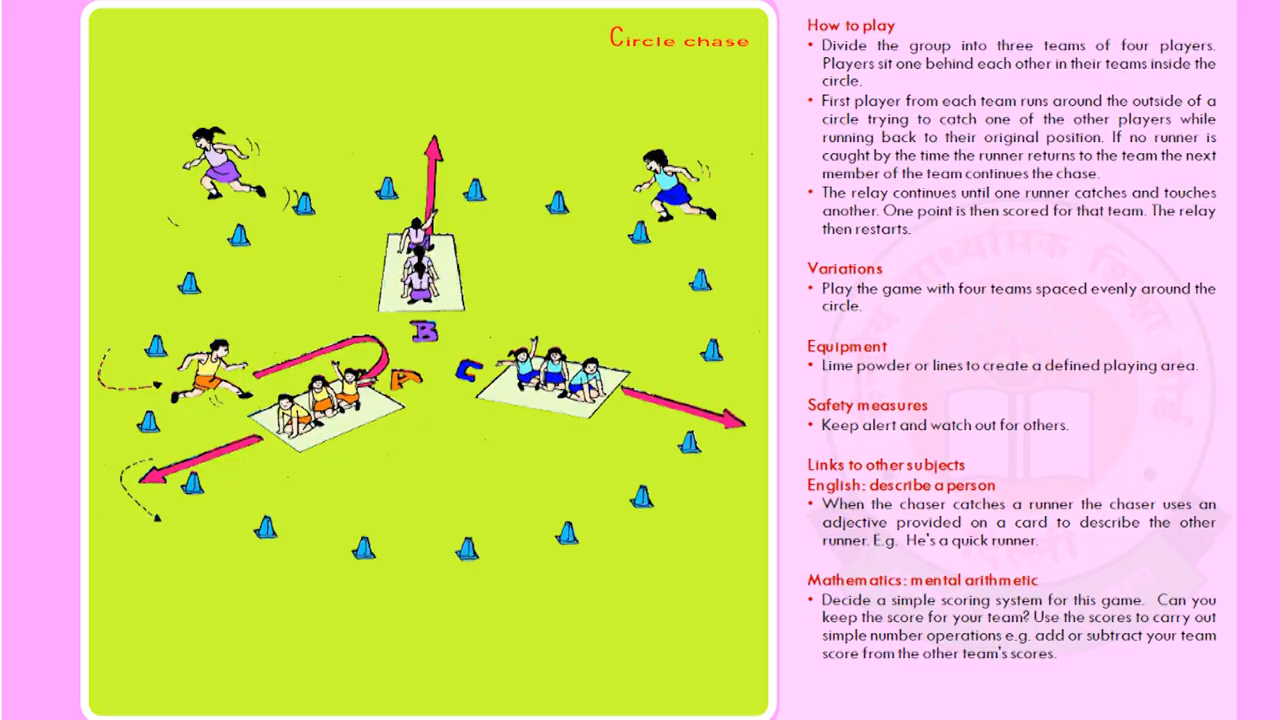 Circle chase
B
A
C
How to play
• Divide the group into three teams of four players.
Players sit one behind each other in their teams inside the
circle.
• First player from each team runs around the outside of a
circle trying to catch one of the other players while
running back to their original position. If no runner is
caught by the time the runner returns to the team the next
member of the team continues the chase.
• The relay continues until one runner catches and touches
another. One point is then scored for that team. The relay
then restarts.
Variations
• Play the game with four teams spaced evenly around the
circle.
Equipment
• Lime powder or lines to create a defined playing area.
Safety measures
• Keep alert and watch out for others.
Links to other subjects
English: describe a person
• When the chaser catches a runner the chaser uses an
adjective provided on a card to describe the other
runner. E.g. He's a quick runner.
Mathematics: mental arithmetic
• Decide a simple scoring system for this game. Can you
keep the score for your team? Use the scores to carry out
simple number operations e.g. add or subtract your team
score from the other team's scores.